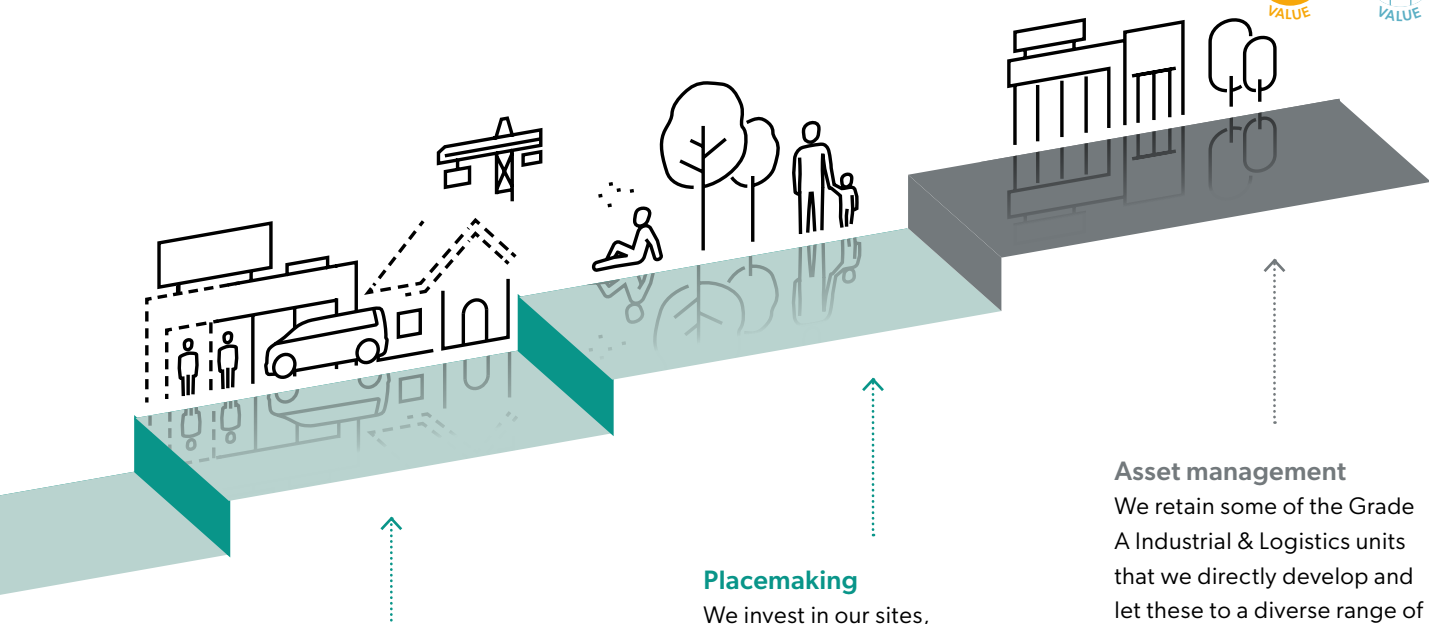 VALUE
VALUE
Placemaking
We invest in our sites,
Asset management
We retain some of the Grade
A Industrial & Logistics units
that we directly develop and
let these to a diverse range of